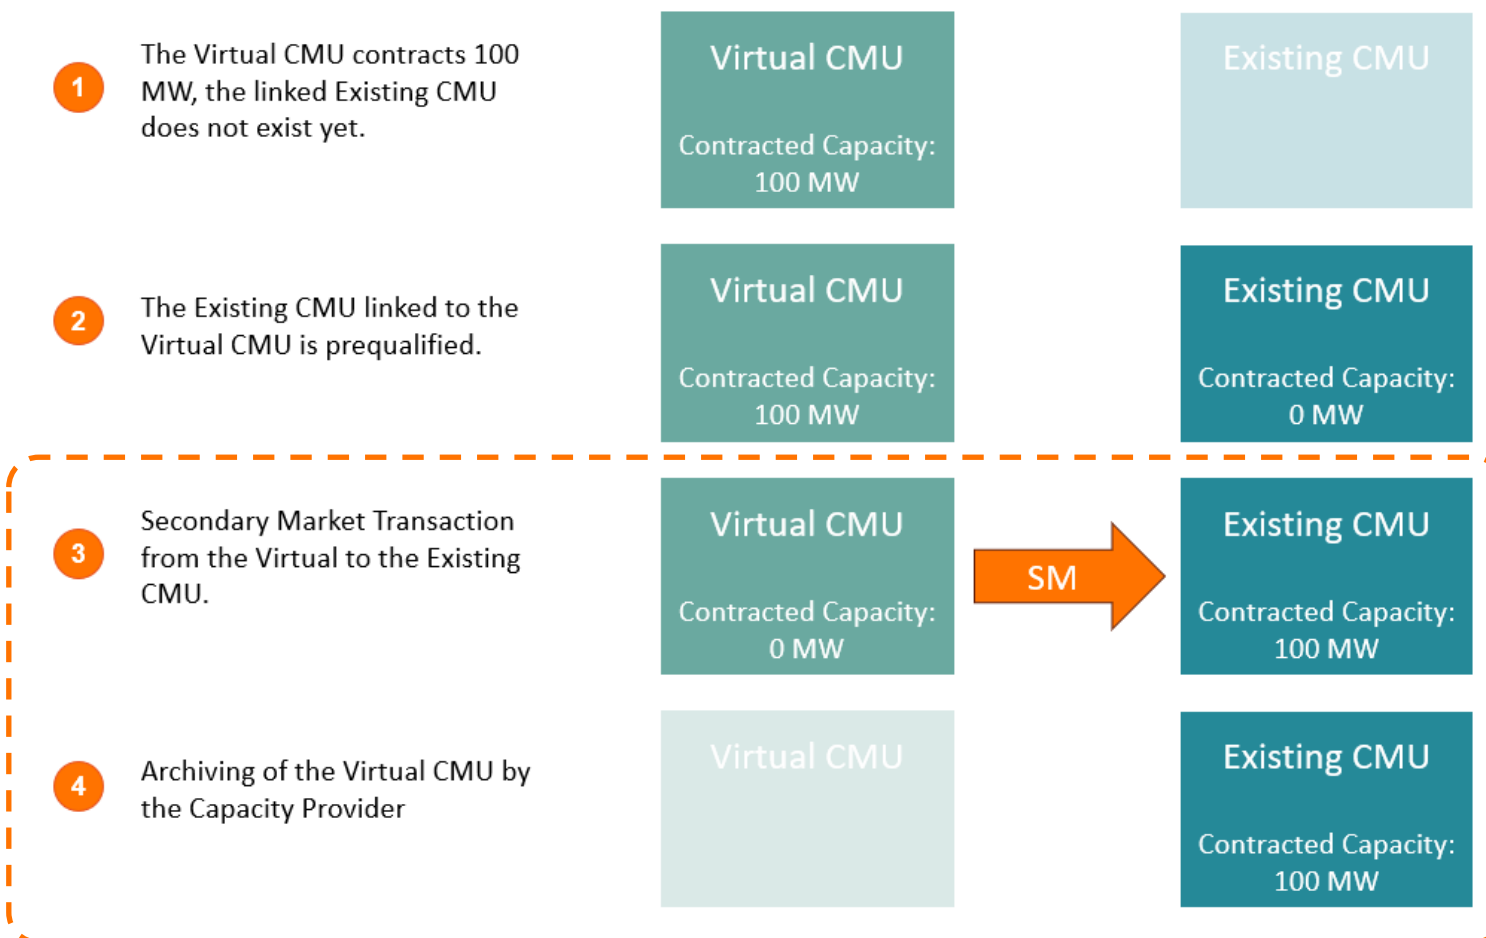 1
The Virtual CMU contracts 100
MW, the linked Existing CMU
does not exist yet.
Virtual CMU
Contracted Capacity:
100 MW
Existing CMU
2
The Existing CMU linked to the
Virtual CMU is prequalified.
Virtual CMU
Contracted Capacity:
100 MW
Existing CMU
Contracted Capacity:
0 MW
3
Secondary Market Transaction
from the Virtual to the Existing
CMU.
Virtual CMU
Contracted Capacity:
0 MW
SM
Existing CMU
Contracted Capacity:
100 MW
4
Archiving of the Virtual CMU by
the Capacity Provider
Virtual CMU
Existing CMU
Contracted Capacity:
100 MW